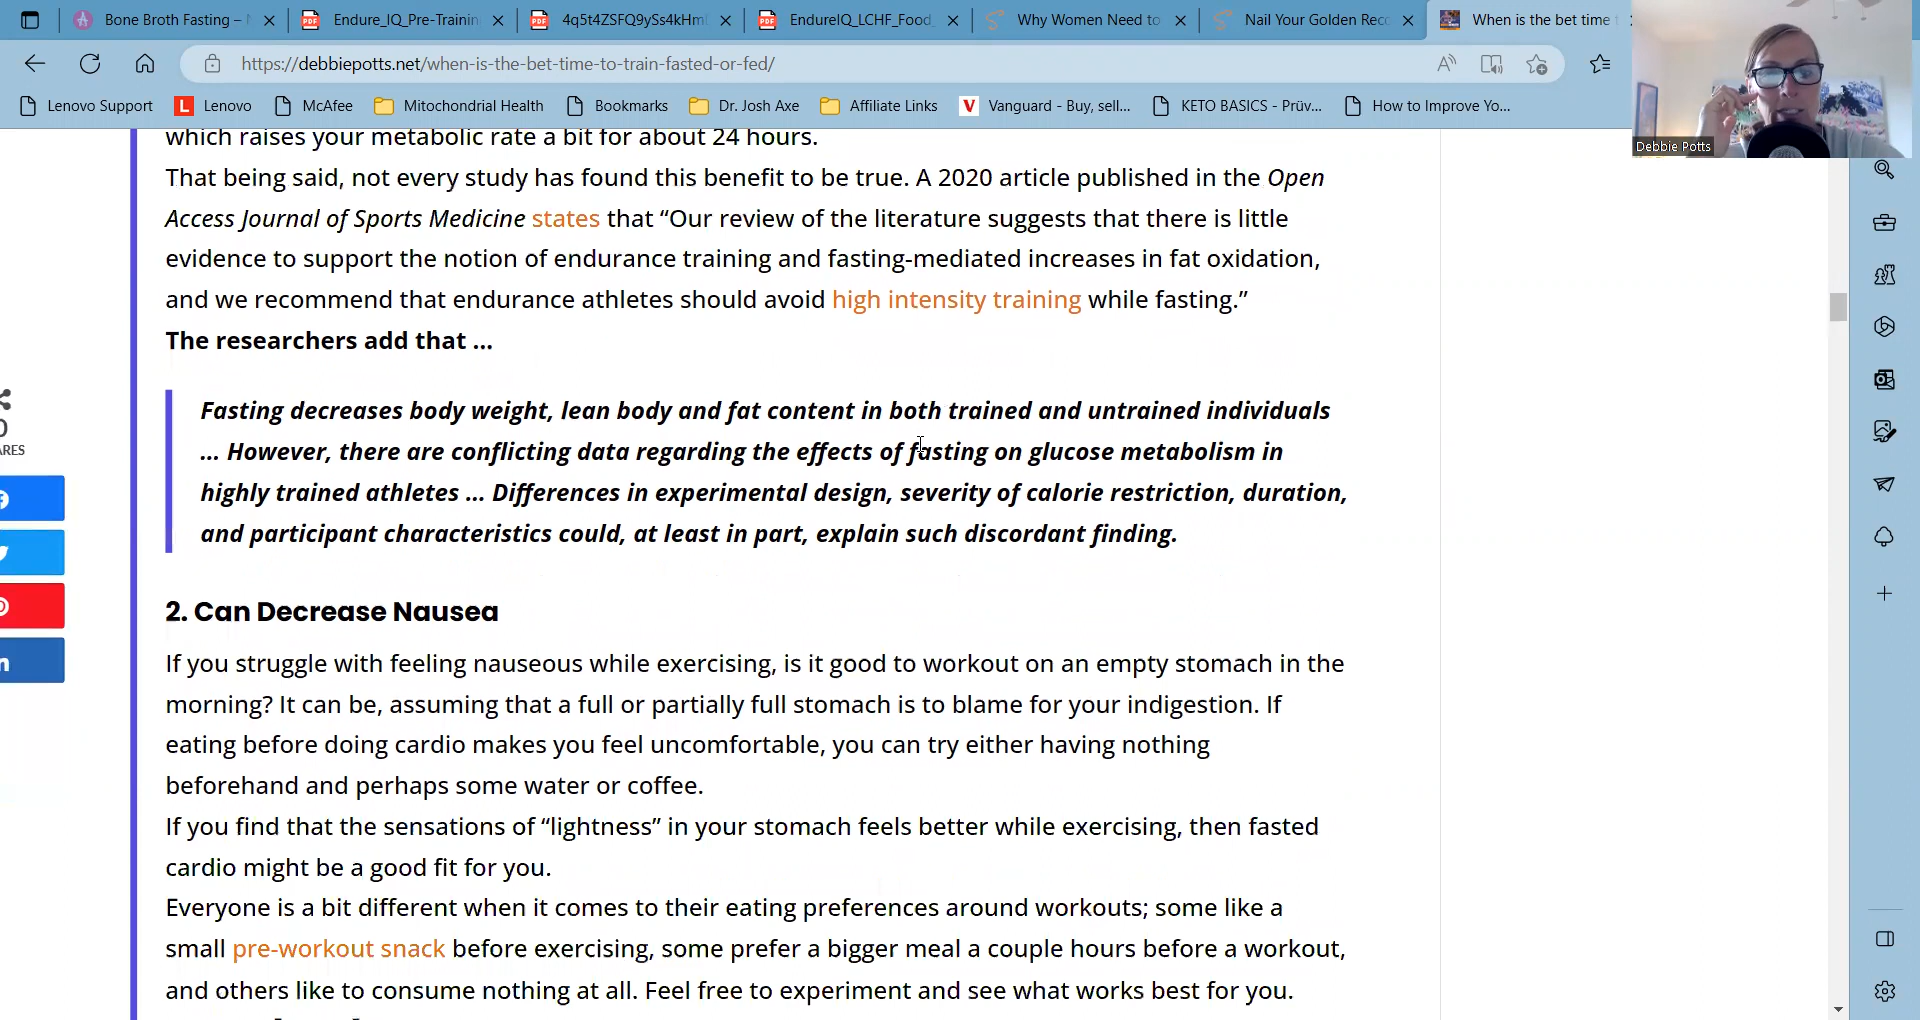 Bone Broth Fasting –
Endure_IQ_Pre-Trainin
4q5t4ZSFQ9ySs4kHm
EndureIQ_LCHF_Food_
Why Women Need to
Nail Your Golden Rec
When is the bet time
https://debbiepotts.net/when-is-the-bet-time-to-train-fasted-or-fed/
Lenovo Support
L Lenovo
McAfee
Mitochondrial Health
Bookmarks
Dr. Josh Axe
Affiliate Links
V Vanguard - Buy, sell...
KETO BASICS - Prüv...
How to Improve Yo...
Debbie Potts
which raises your metabolic rate a bit for about 24 hours.
That being said, not every study has found this benefit to be true. A 2020 article published in the Open
Access Journal of Sports Medicine states that “Our review of the literature suggests that there is little
evidence to support the notion of endurance training and fasting-mediated increases in fat oxidation,
and we recommend that endurance athletes should avoid high intensity training while fasting.”
The researchers add that …
0
ARES
Fasting decreases body weight, lean body and fat content in both trained and untrained individuals
… However, there are conflicting data regarding the effects of fasting on glucose metabolism in
highly trained athletes … Differences in experimental design, severity of calorie restriction, duration,
and participant characteristics could, at least in part, explain such discordant finding.
2. Can Decrease Nausea
If you struggle with feeling nauseous while exercising, is it good to workout on an empty stomach in the
morning? It can be, assuming that a full or partially full stomach is to blame for your indigestion. If
eating before doing cardio makes you feel uncomfortable, you can try either having nothing
beforehand and perhaps some water or coffee.
If you find that the sensations of “lightness” in your stomach feels better while exercising, then fasted
cardio might be a good fit for you.
Everyone is a bit different when it comes to their eating preferences around workouts; some like a
small pre-workout snack before exercising, some prefer a bigger meal a couple hours before a workout,
and others like to consume nothing at all. Feel free to experiment and see what works best for you.